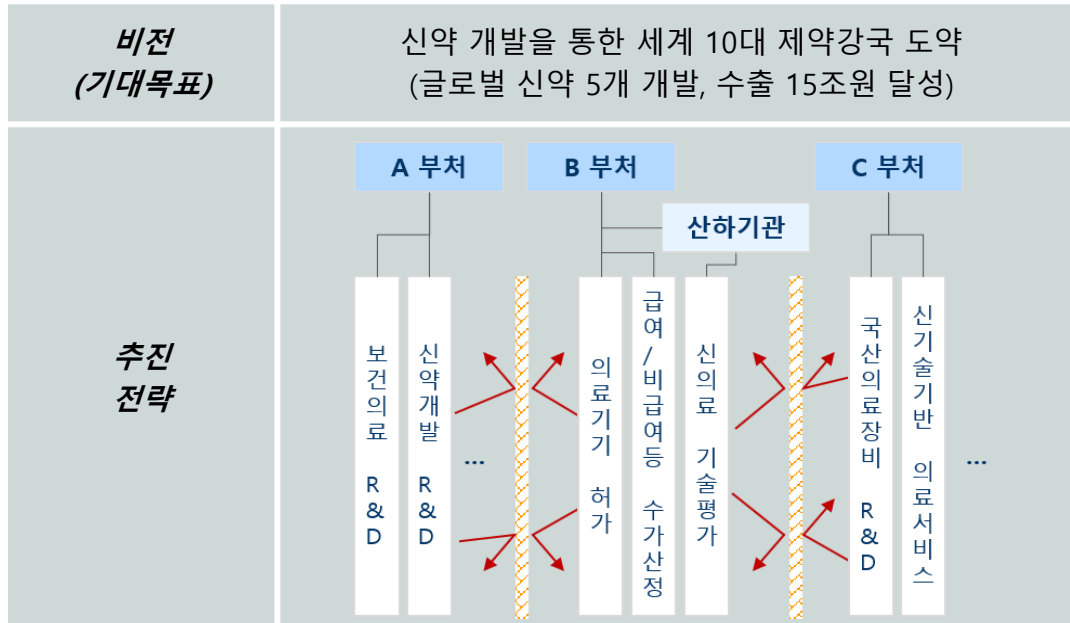 비전
(기대목표)
신약 개발을 통한 세계 10대 제약강국 도약
(글로벌 신약 5개 개발, 수출 15조원 달성)
추진
전략
A 부처
B 부처
C 부처
산하기관
보건의료 R&D
신약개발 R&D
...
의료기기 허가
급여/비급여등 수가산정
신의료 기술평가
국산의료장비 R&D
신기술기반 의료서비스
...